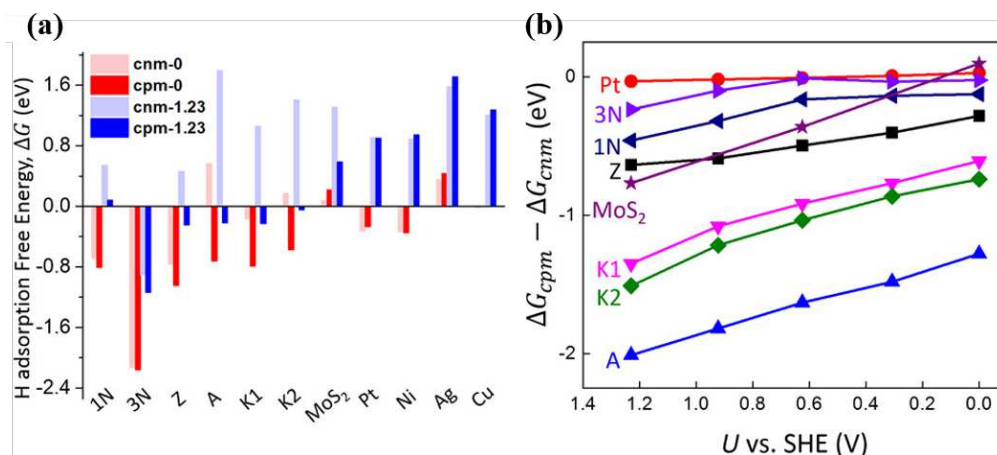 (a)
cnm-0
cpm-0
cnm-1.23
cpm-1.23
H adsorption Free Energy, ΔG (eV)
1.6
0.8
0.0
-0.8
-1.6
-2.4
1N 3N Z A K1 K2 MoS₂ Pt Ni Ag Cu
(b)
ΔG_cpm − ΔG_cnm (eV)
0
-1
-2
Pt
3N
1N
Z
MoS₂
K1
K2
A
1.4 1.2 1.0 0.8 0.6 0.4 0.2 0.0
U vs. SHE (V)